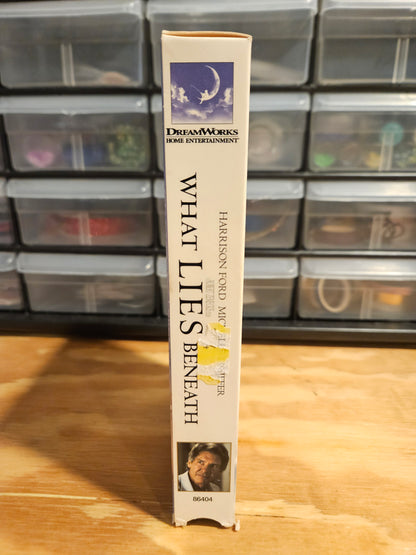 DREAMWORKS
HOME ENTERTAINMENT
HARRISON FORD
WHAT LIES BENEATH
86404